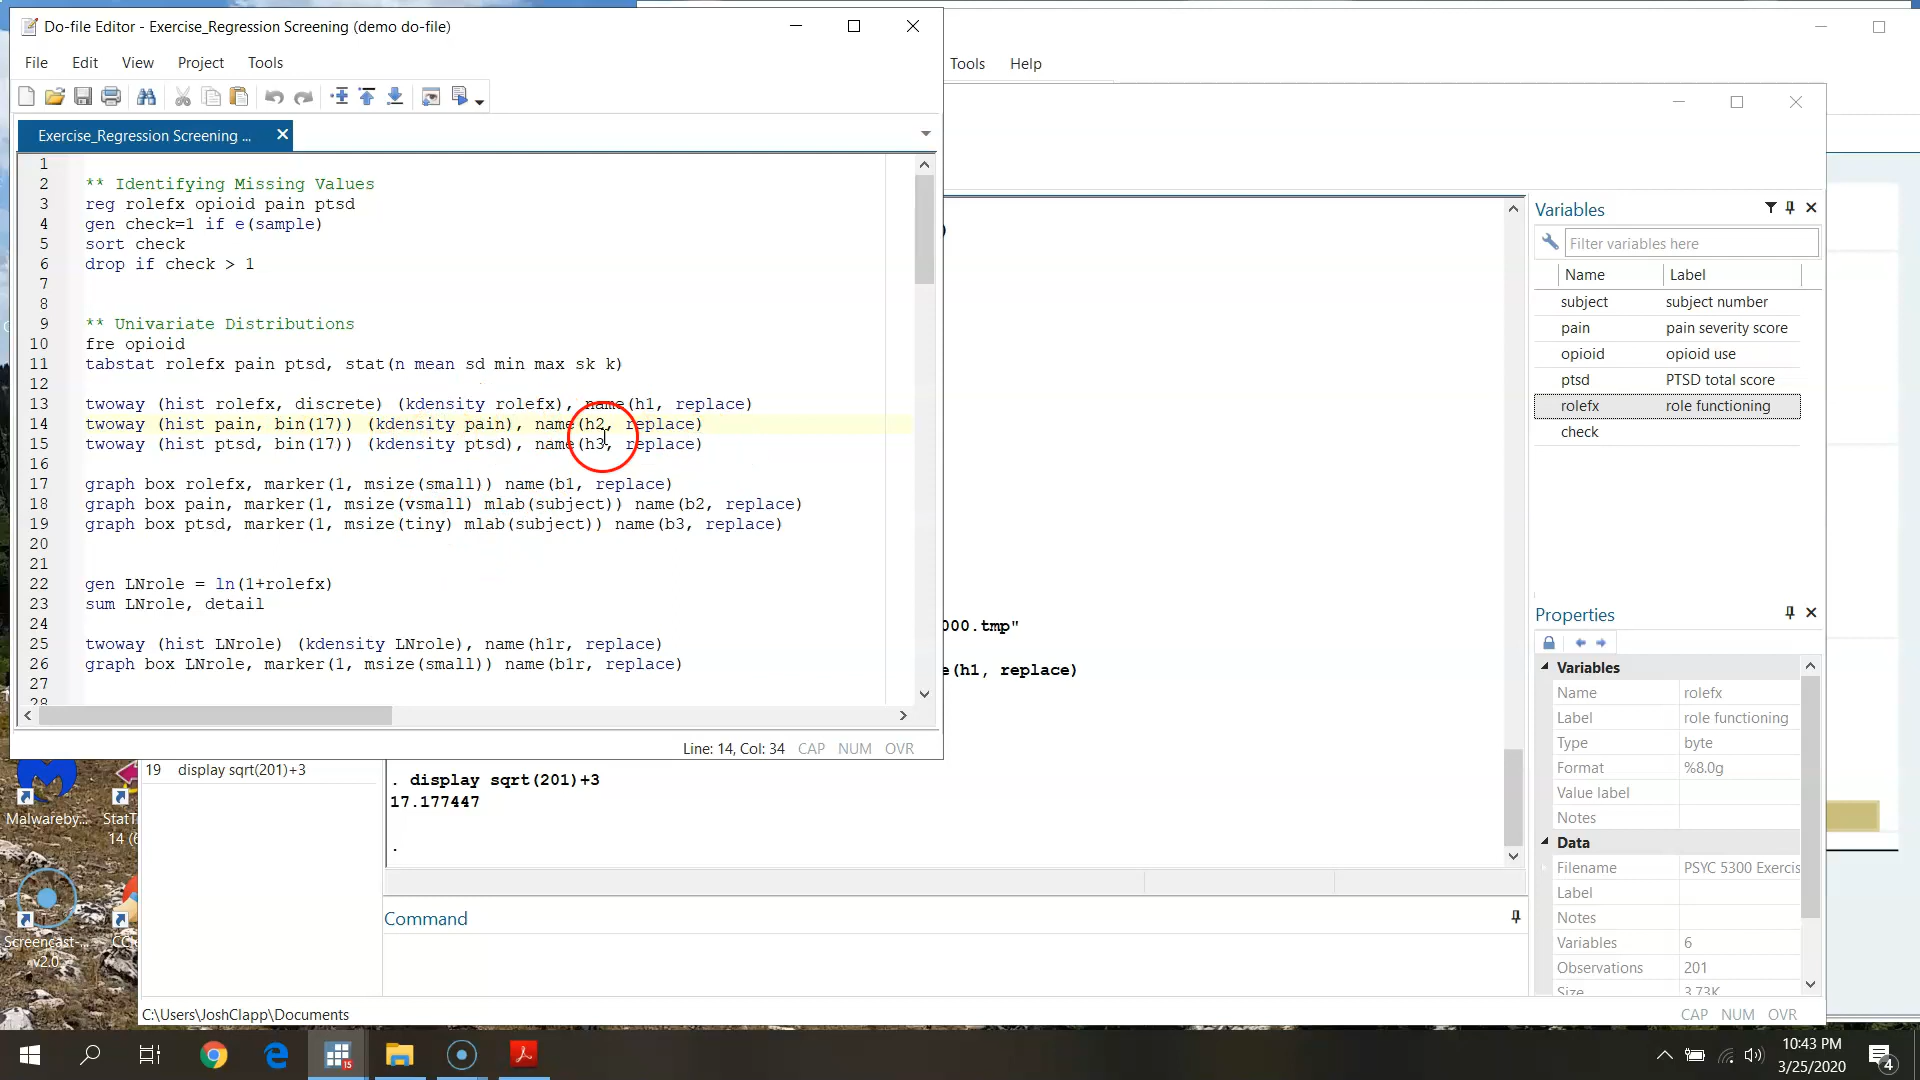 Do-file Editor - Exercise_Regression Screening (demo do-file)
File Edit View Project Tools
Tools Help
Exercise_Regression Screening ...
1
2 ** Identifying Missing Values
3 reg rolefx opioid pain ptsd
4 gen check=1 if e(sample)
5 sort check
6 drop if check > 1
7
8
9 ** Univariate Distributions
10 fre opioid
11 tabstat rolefx pain ptsd, stat(n mean sd min max sk k)
12
13 twoway (hist rolefx, discrete) (kdensity rolefx), name(h1, replace)
14 twoway (hist pain, bin(17)) (kdensity pain), name(h2, replace)
15 twoway (hist ptsd, bin(17)) (kdensity ptsd), name(h3, replace)
16
17 graph box rolefx, marker(1, msize(small)) name(b1, replace)
18 graph box pain, marker(1, msize(vsmall) mlab(subject)) name(b2, replace)
19 graph box ptsd, marker(1, msize(tiny) mlab(subject)) name(b3, replace)
20
21
22 gen LNrole = ln(1+rolefx)
23 sum LNrole, detail
24
25 twoway (hist LNrole) (kdensity LNrole), name(h1r, replace)
26 graph box LNrole, marker(1, msize(small)) name(b1r, replace)
27
28
Line: 14, Col: 34 CAP NUM OVR
)
000.tmp"
e(h1, replace)
19 display sqrt(201)+3
. display sqrt(201)+3
17.177447
.
Command
C:\Users\JoshClapp\Documents
Variables
Filter variables here
Name Label
subject subject number
pain pain severity score
opioid opioid use
ptsd PTSD total score
rolefx role functioning
check
Properties
Variables
Name rolefx
Label role functioning
Type byte
Format %8.0g
Value label
Notes
Data
Filename PSYC 5300 Exercis
Label
Notes
Variables 6
Observations 201
Size 3.73K
CAP NUM OVR
Malwareby...
StatT
14 (6
Screencast-...
v2.0
CC
15
10:43 PM
3/25/2020
4